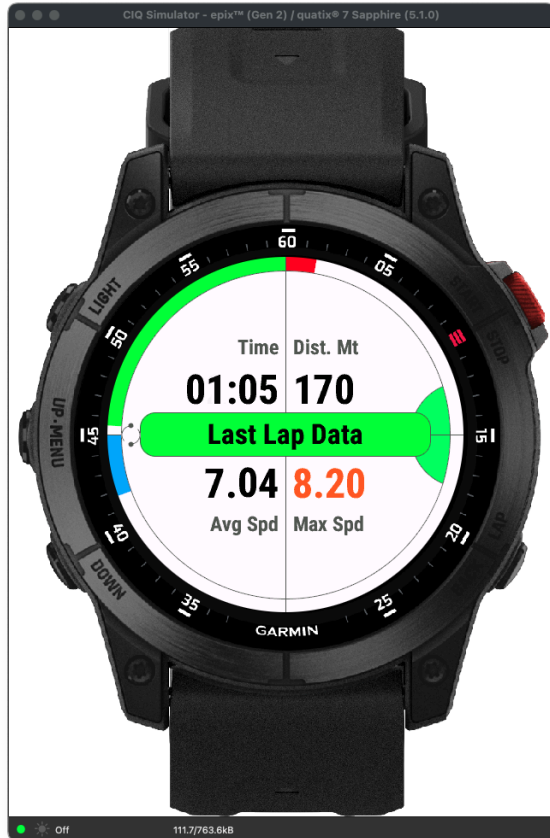 CIQ Simulator - epix™ (Gen 2) / quatix® 7 Sapphire (5.1.0)
60
55
05
LIGHT
START
STOP
50
Time
Dist. Mt
01:05
170
UP·MENU
45
Last Lap Data
15
7.04
8.20
Avg Spd
Max Spd
40
20
LAP
DOWN
35
25
GARMIN
Off
111.7/763.6kB